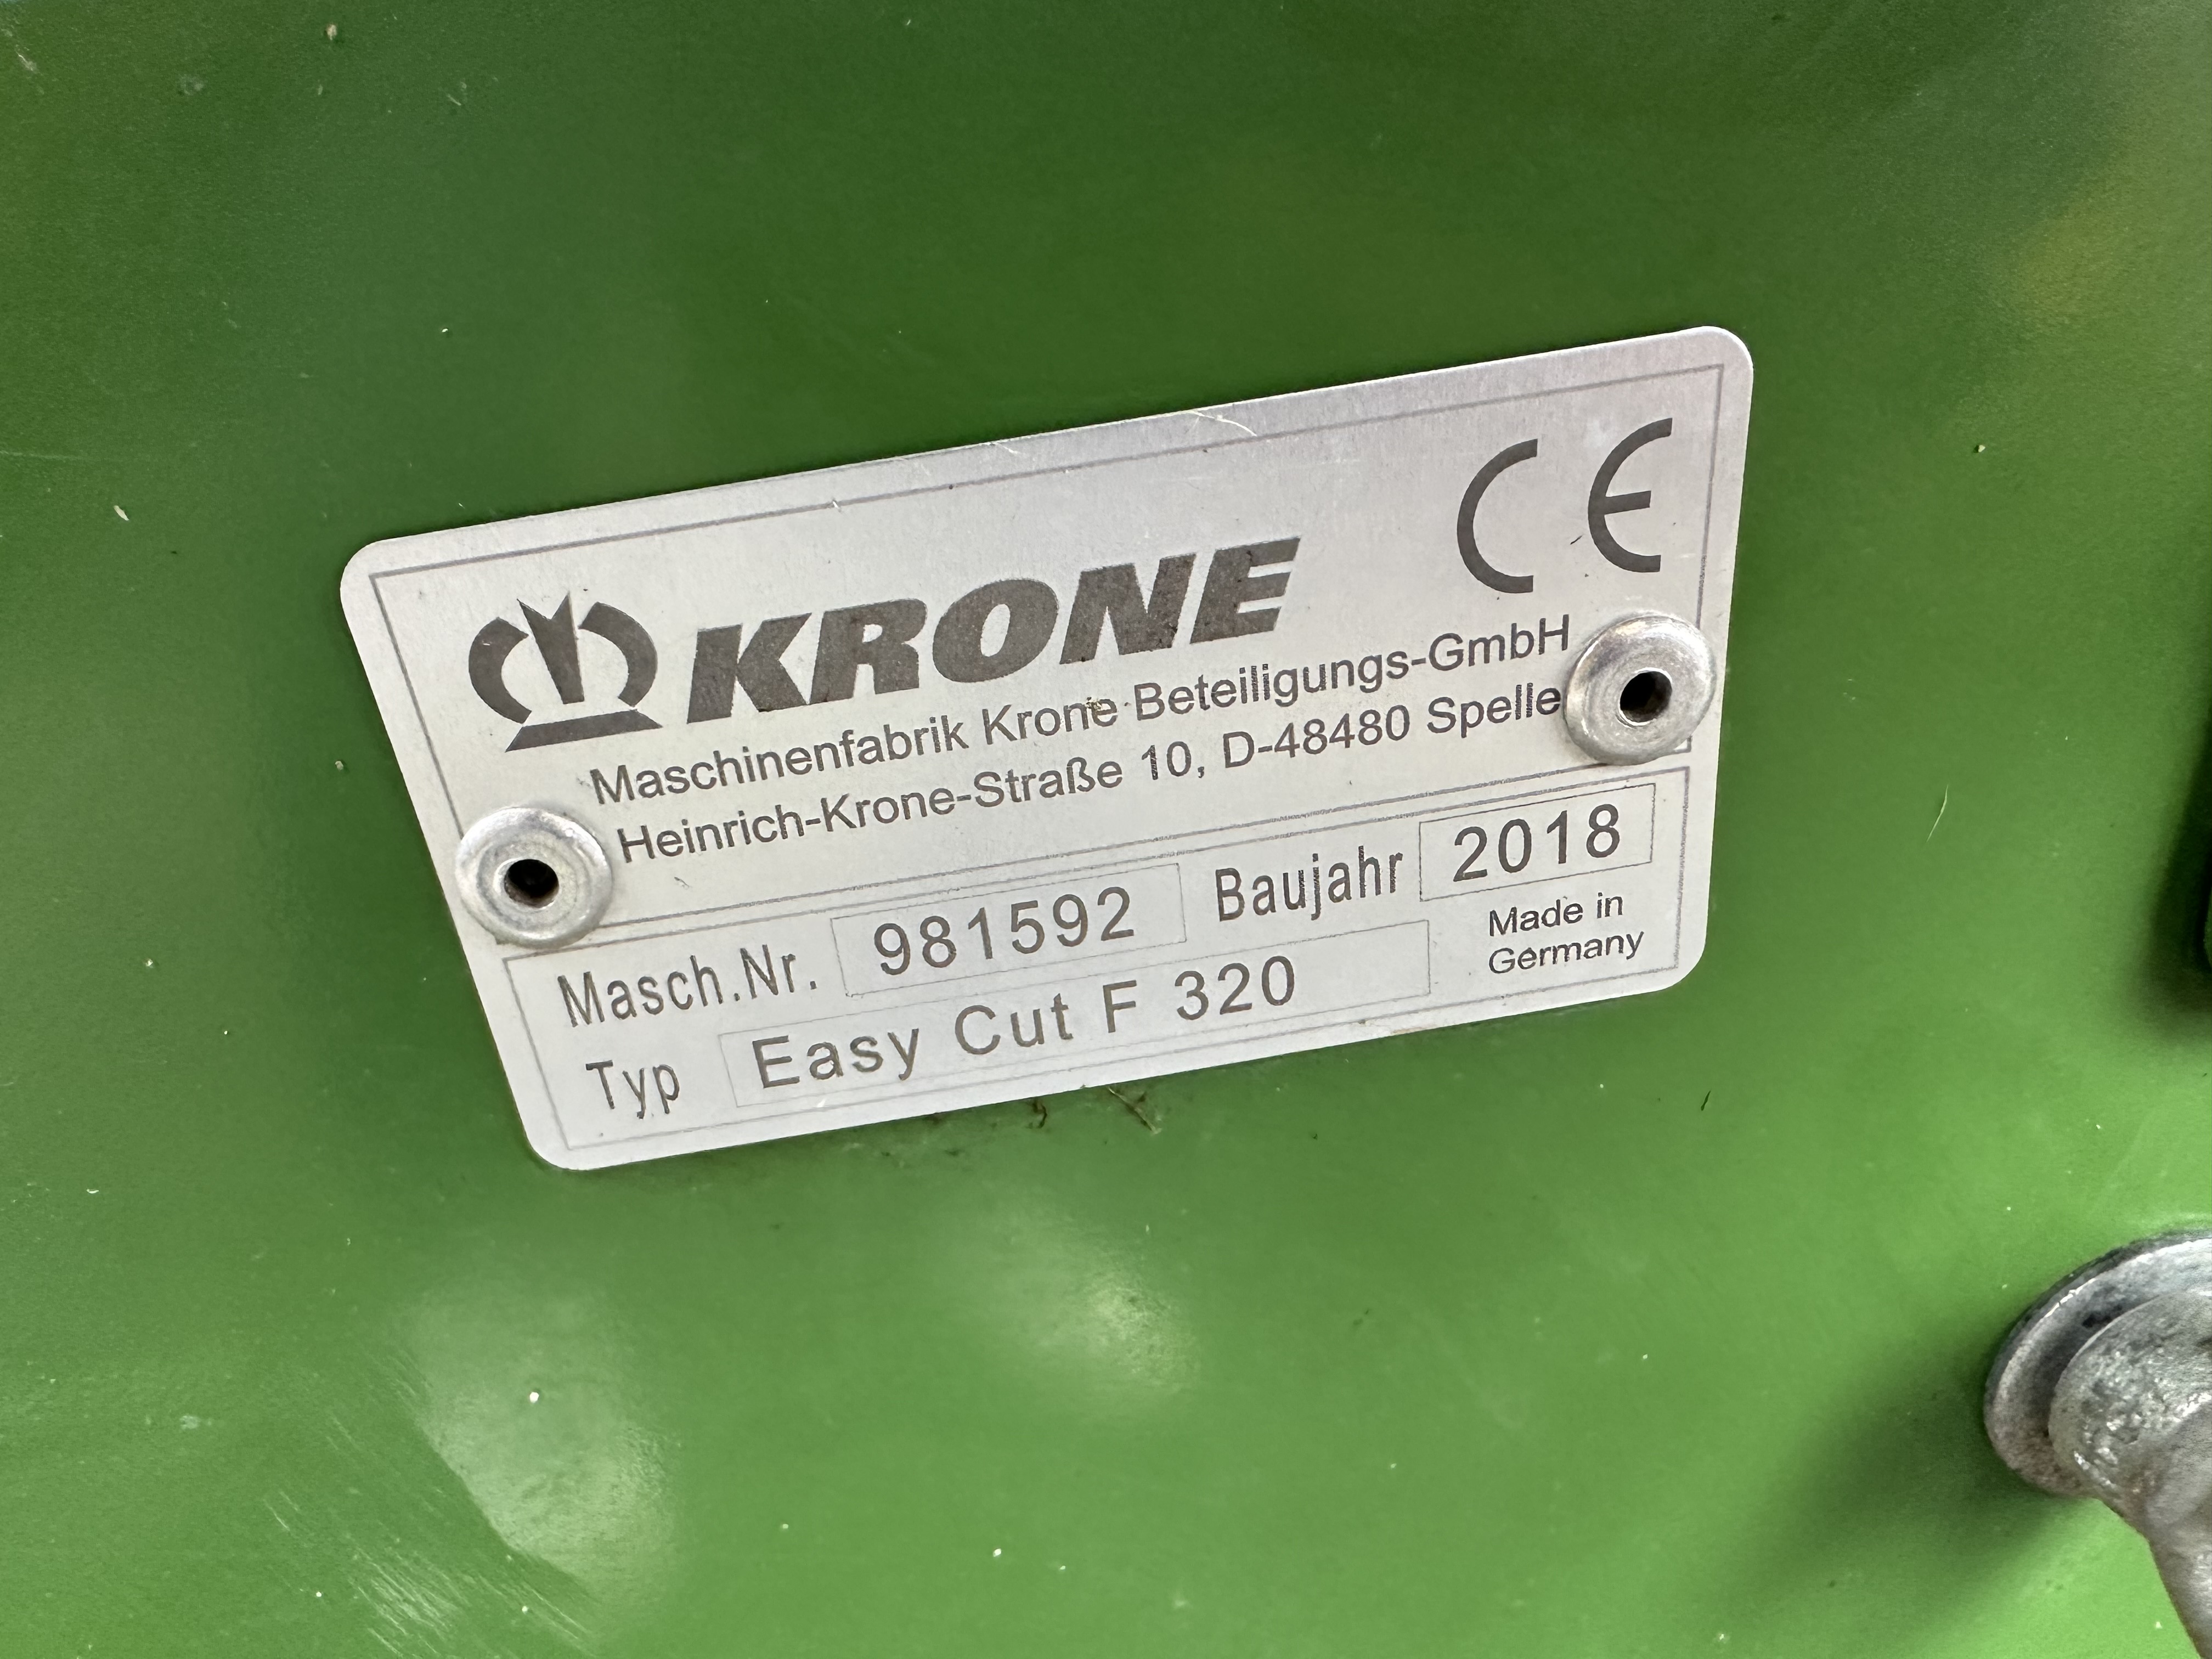 KRONE CE
Maschinenfabrik Krone Beteiligungs-GmbH
Heinrich-Krone-Straße 10, D-48480 Spelle
Masch.Nr. 981592 Baujahr 2018
Typ Easy Cut F 320
Made in
Germany